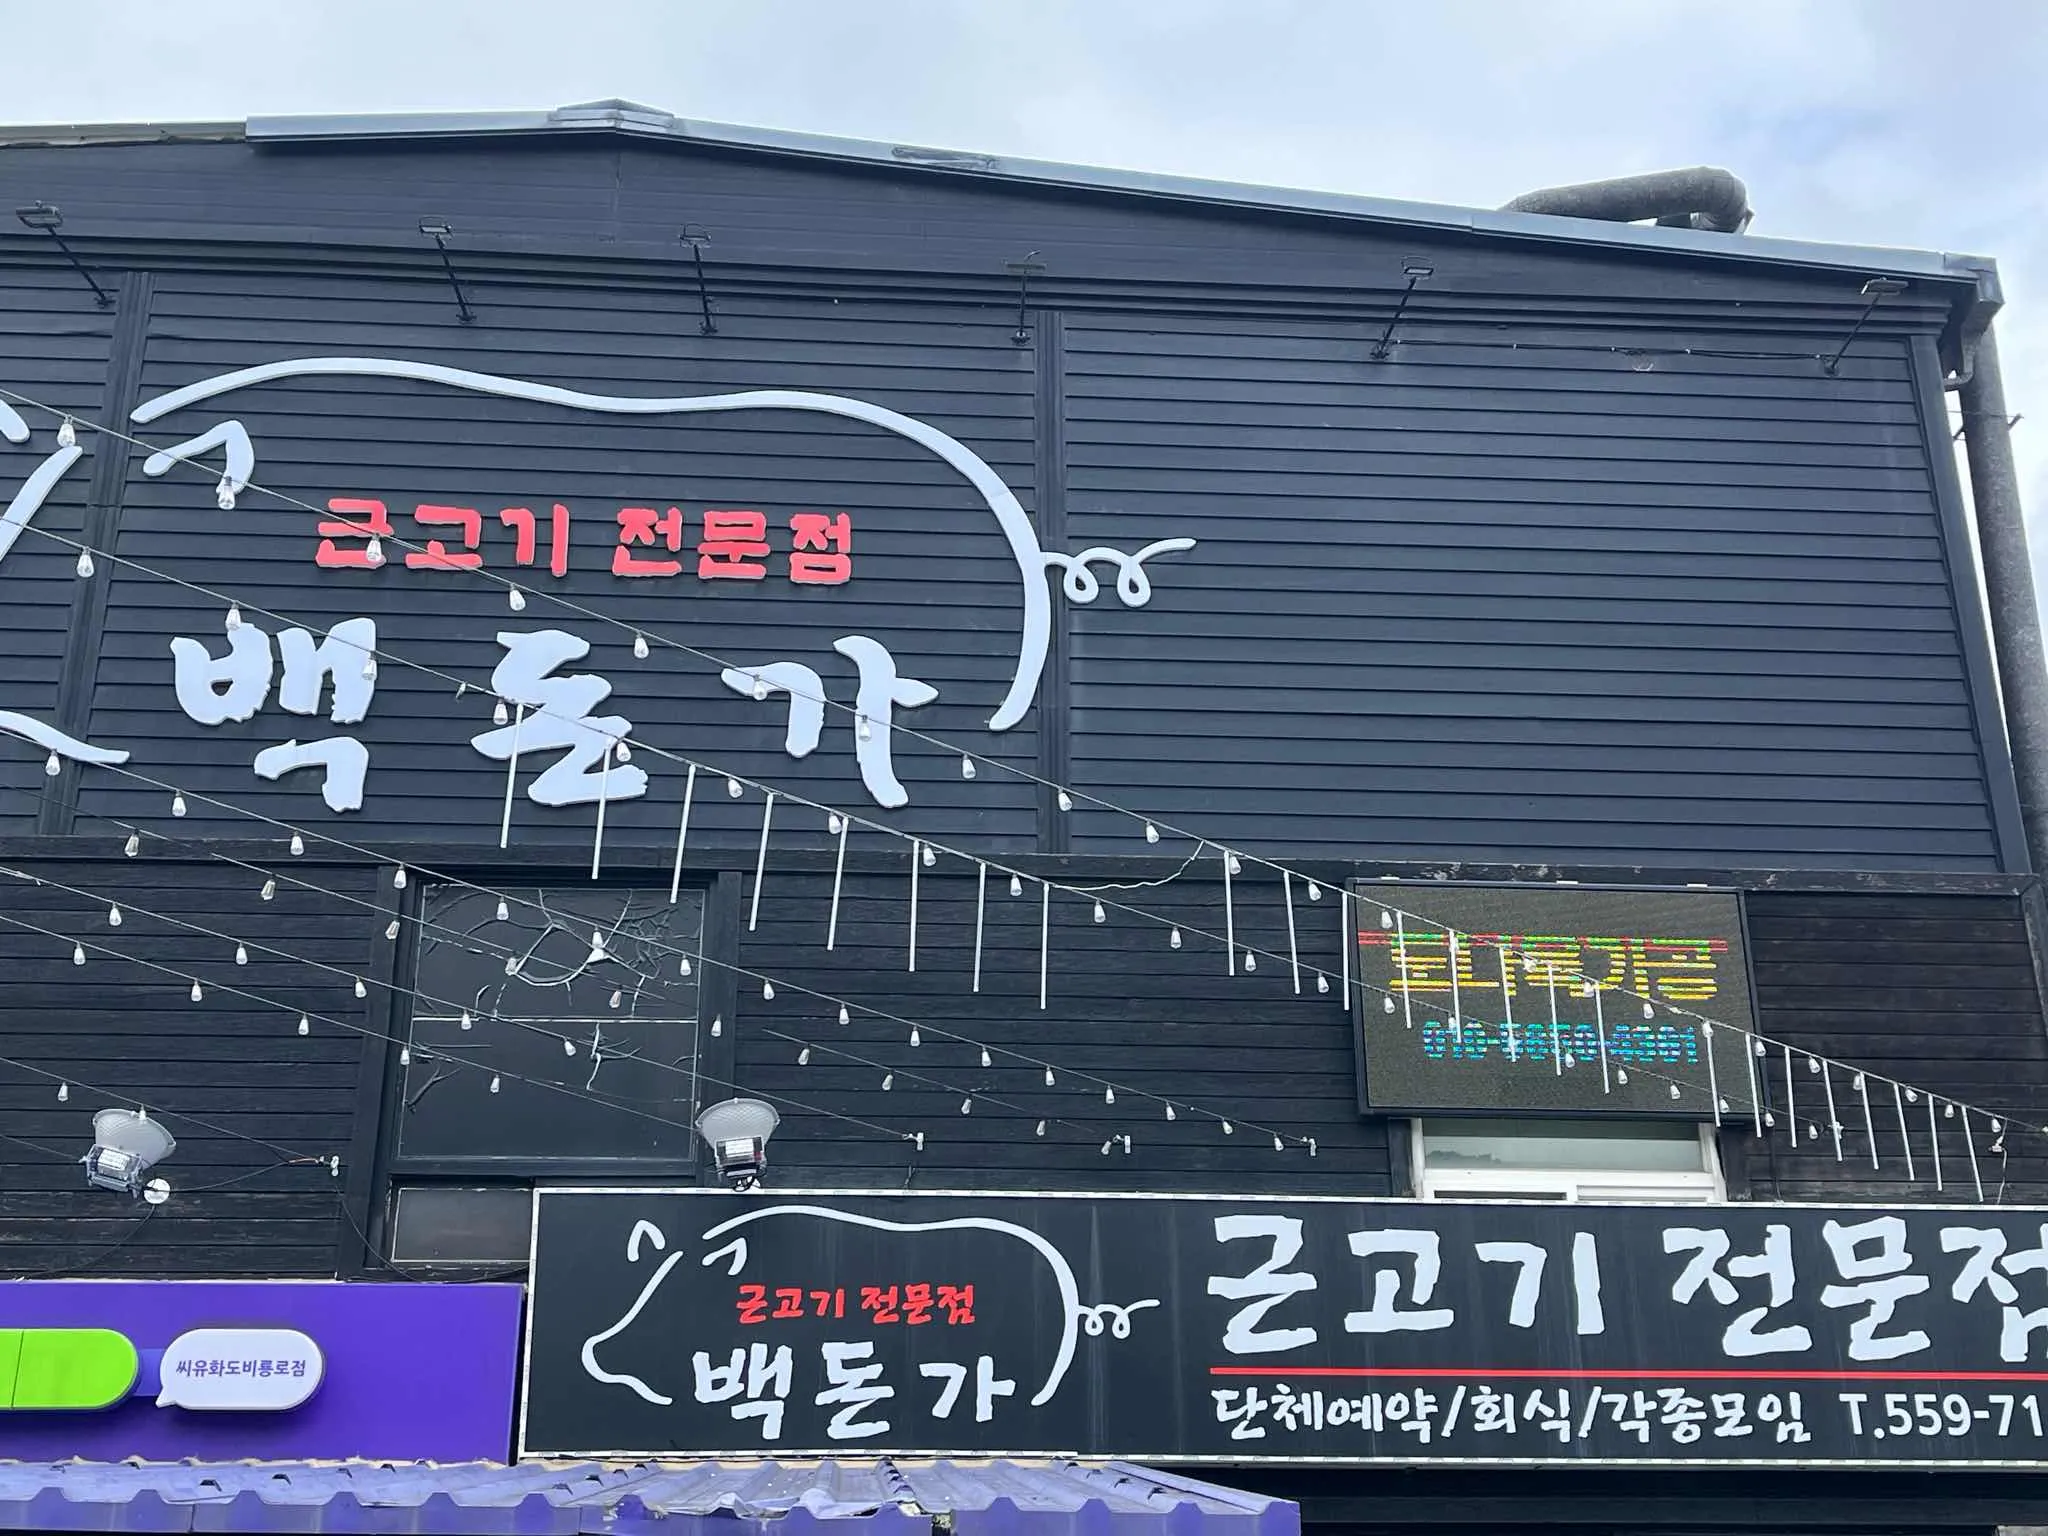 근고기 전문점
백돈가
근고기 전문점
백돈가
근고기 전문점
단체예약/회식/각종모임 T.559-71
씨유화도비룡로점